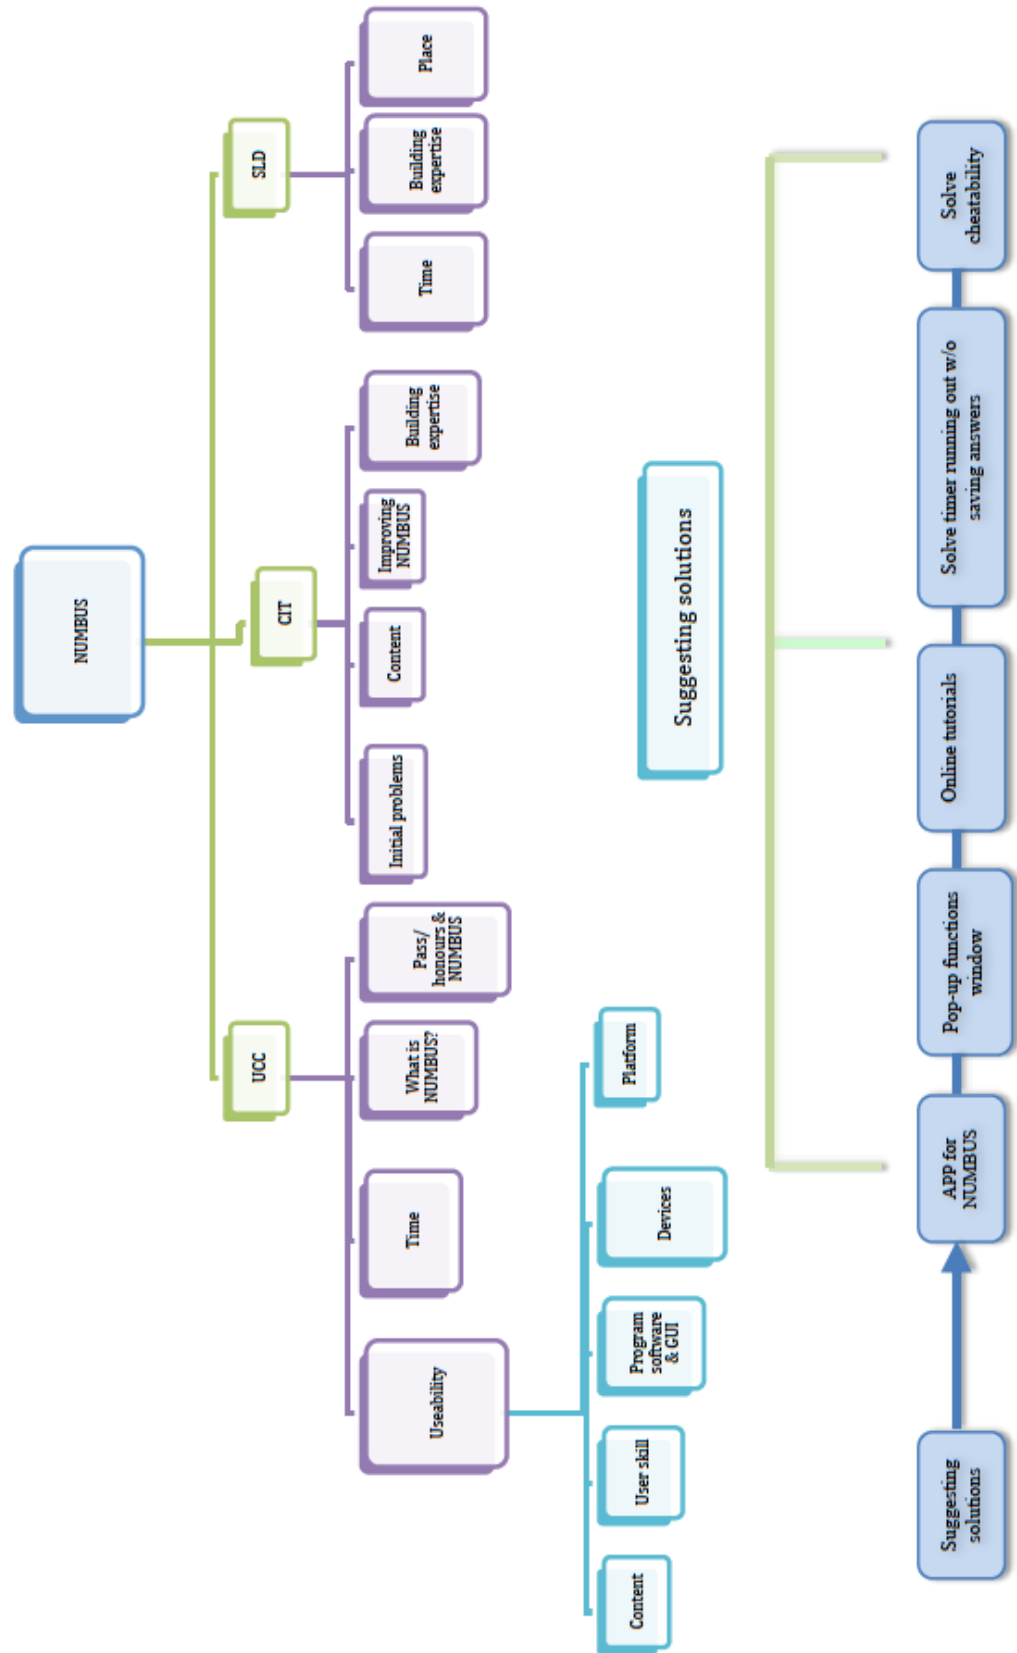 NUMBUS
UCC
CIT
SLD
Useability
Time
What is
NUMBUS?
Pass/
honours &
NUMBUS
Initial problems
Content
Improving
NUMBUS
Building
expertise
Time
Building
expertise
Place
Content
User skill
Program
software
& GUI
Devices
Platform
Suggesting solutions
Suggesting
solutions
APP for
NUMBUS
Pop-up functions
window
Online tutorials
Solve timer running out w/o
saving answers
Solve
cheatability